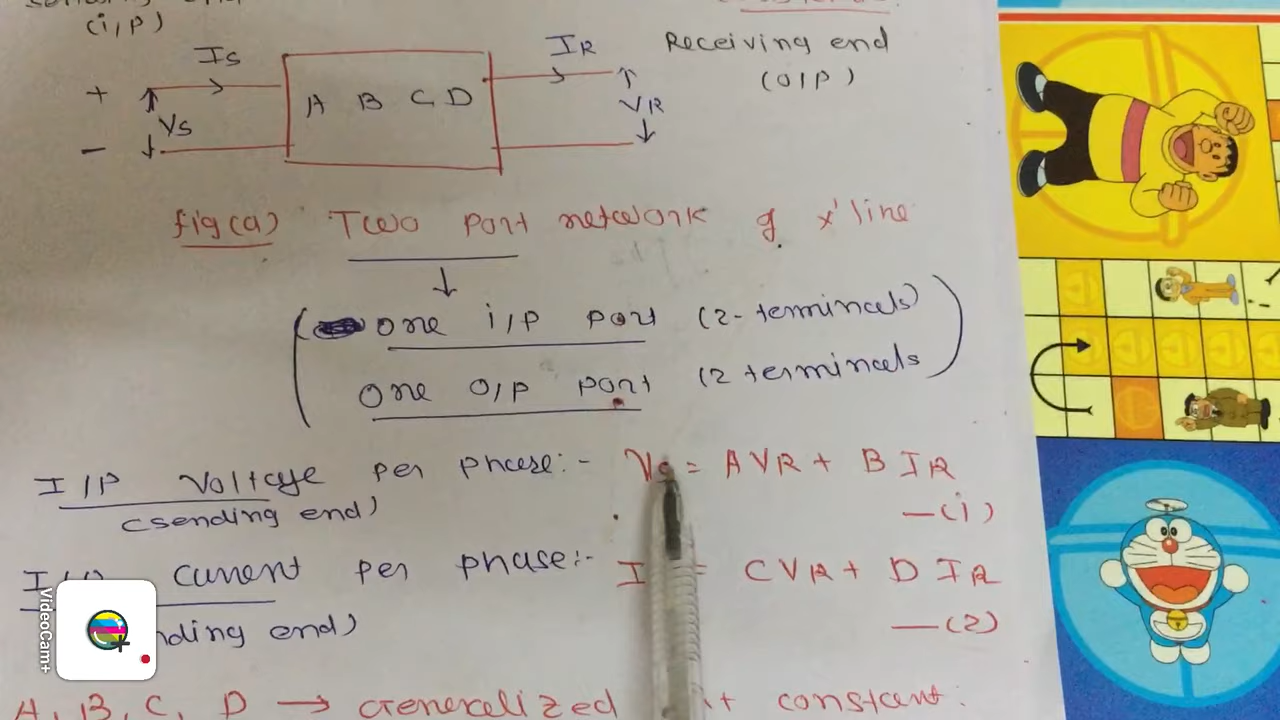 (i/p)
IS
IR
Receiving end
(O/P)
+
A B C D
VS
VR
-
fig(a) Two port network of x'line
one i/p port (2-terminals)
one o/p port (2 terminals
I/P Voltage per phase:- VS = AVR + BIR
(sending end) —(i)
current per phase:- I = CVR + DIR
nding end) —(2)
A, B, C, D → Generalized constant:
VideoCam+